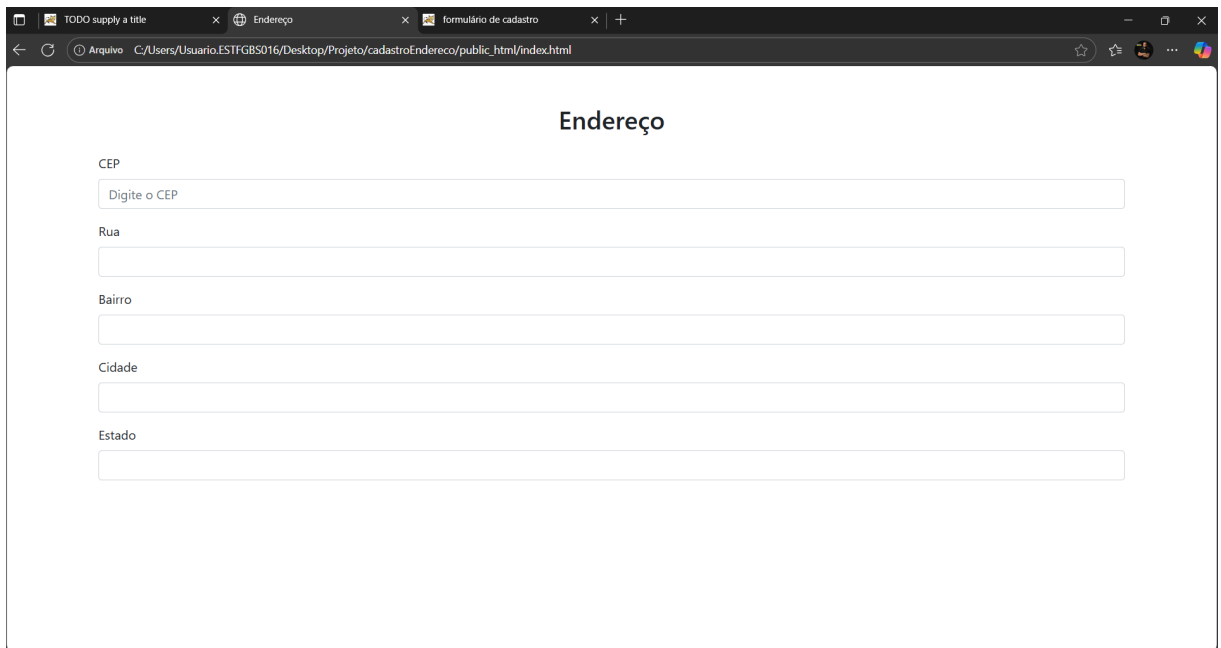 TODO supply a title
Endereço
formulário de cadastro
Arquivo C:/Users/Usuario.ESTFGBS016/Desktop/Projeto/cadastroEndereco/public_html/index.html
Endereço
CEP
Digite o CEP
Rua
Bairro
Cidade
Estado